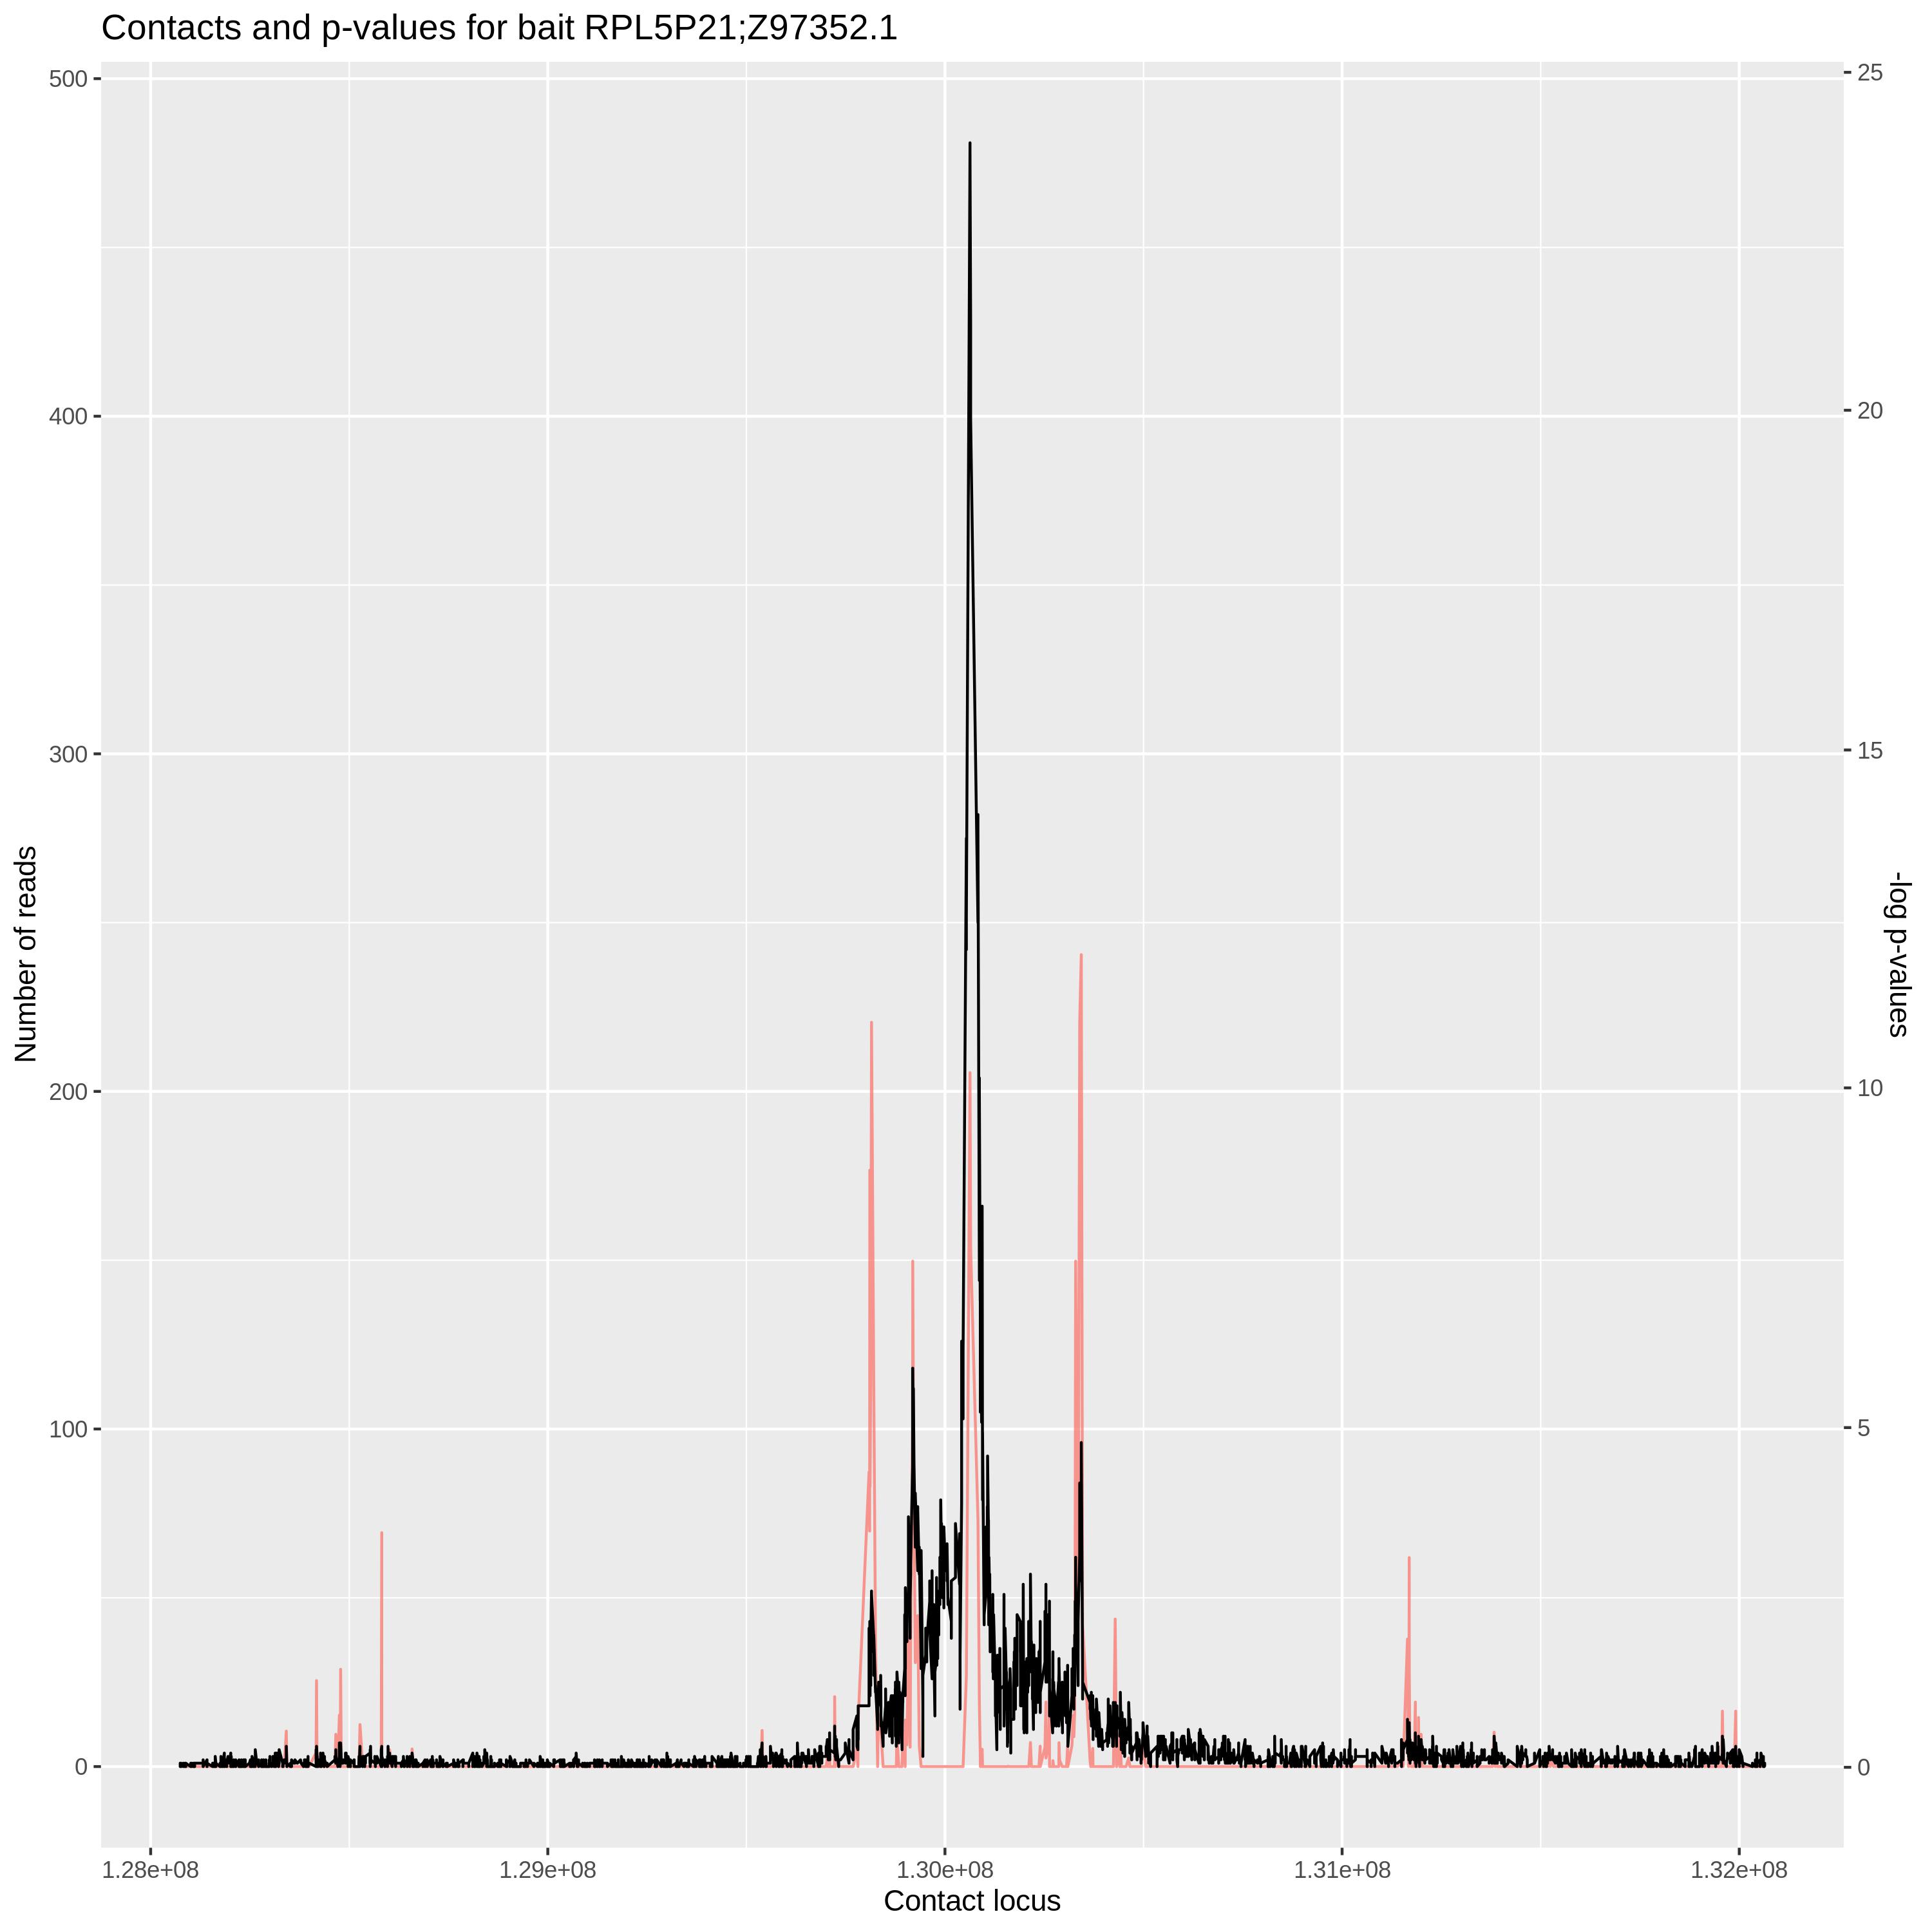 Contacts and p-values for bait RPL5P21;Z97352.1
500
400
300
200
100
0
Number of reads
25
20
15
10
5
0
-log p-values
1.28e+08
1.29e+08
1.30e+08
1.31e+08
1.32e+08
Contact locus